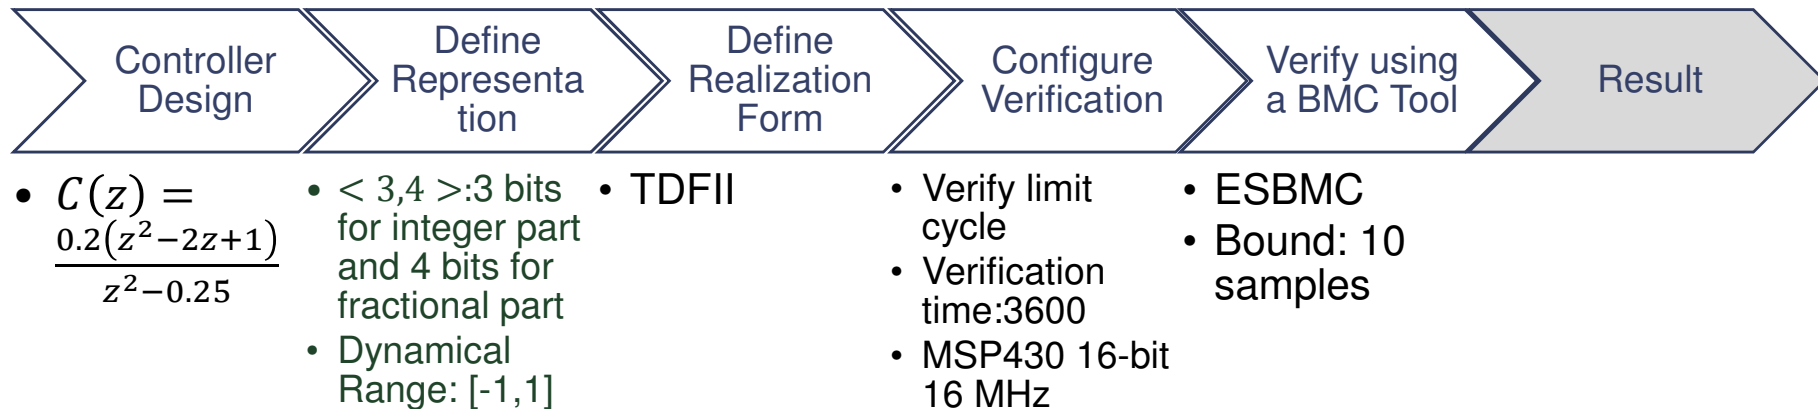 Controller
Design
Define
Representa
tion
Define
Realization
Form
Configure
Verification
Verify using
a BMC Tool
Result
• C(z) =
0.2(z²−2z+1)
z²−0.25
• < 3,4 >:3 bits
for integer part
and 4 bits for
fractional part
• Dynamical
Range: [-1,1]
• TDFII
• Verify limit
cycle
• Verification
time:3600
• MSP430 16-bit
16 MHz
• ESBMC
• Bound: 10
samples